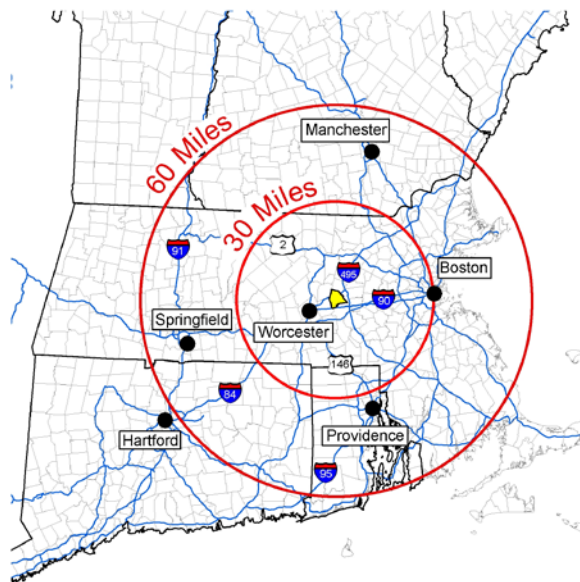 Manchester
60 Miles
30 Miles
2
91
495
Boston
90
Springfield
Worcester
146
84
Hartford
Providence
95